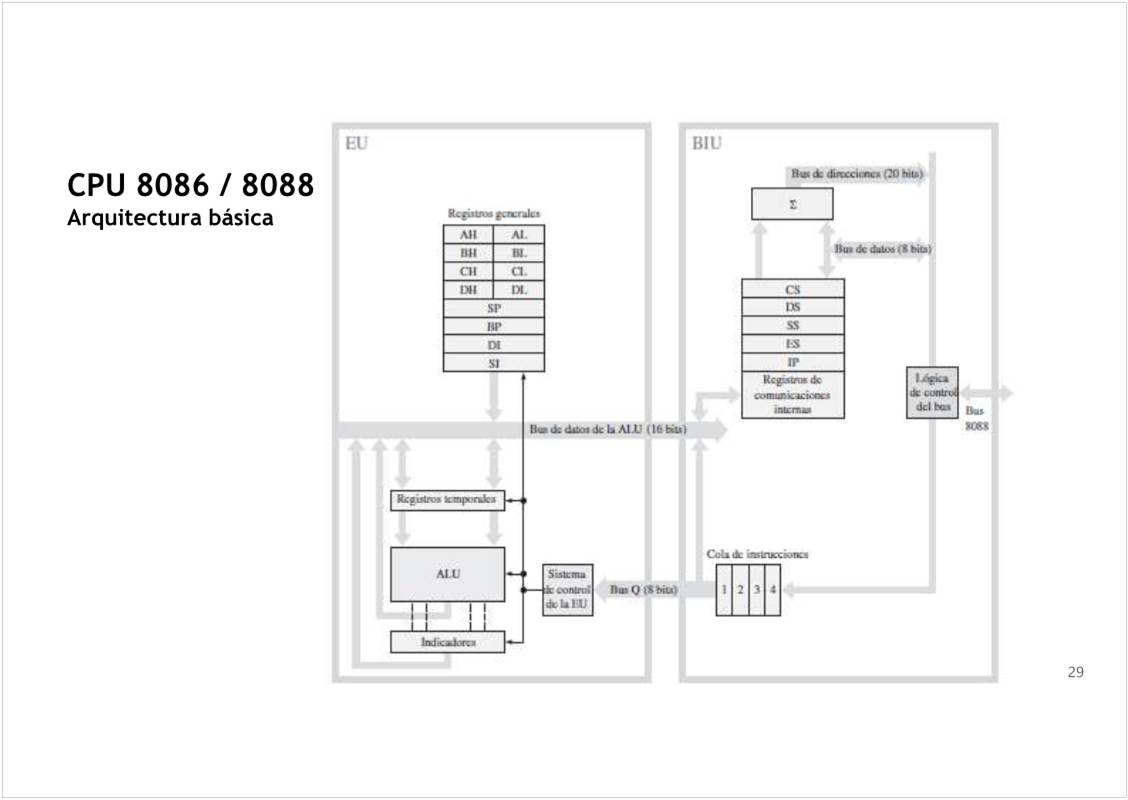 CPU 8086 / 8088
Arquitectura básica
EU
Registros generales
AH AL
BH BL
CH CL
DH DL
SP
BP
DI
SI
Bus de datos de la ALU (16 bits)
Registros temporales
ALU
Indicadores
Sistema
de control
de la EU
Bus Q (8 bits)
BIU
Bus de direcciones (20 bits)
Σ
Bus de datos (8 bits)
CS
DS
SS
ES
IP
Registros de
comunicaciones
internas
Lógica
de control
del bus
Bus
8088
Cola de instrucciones
1 2 3 4
29